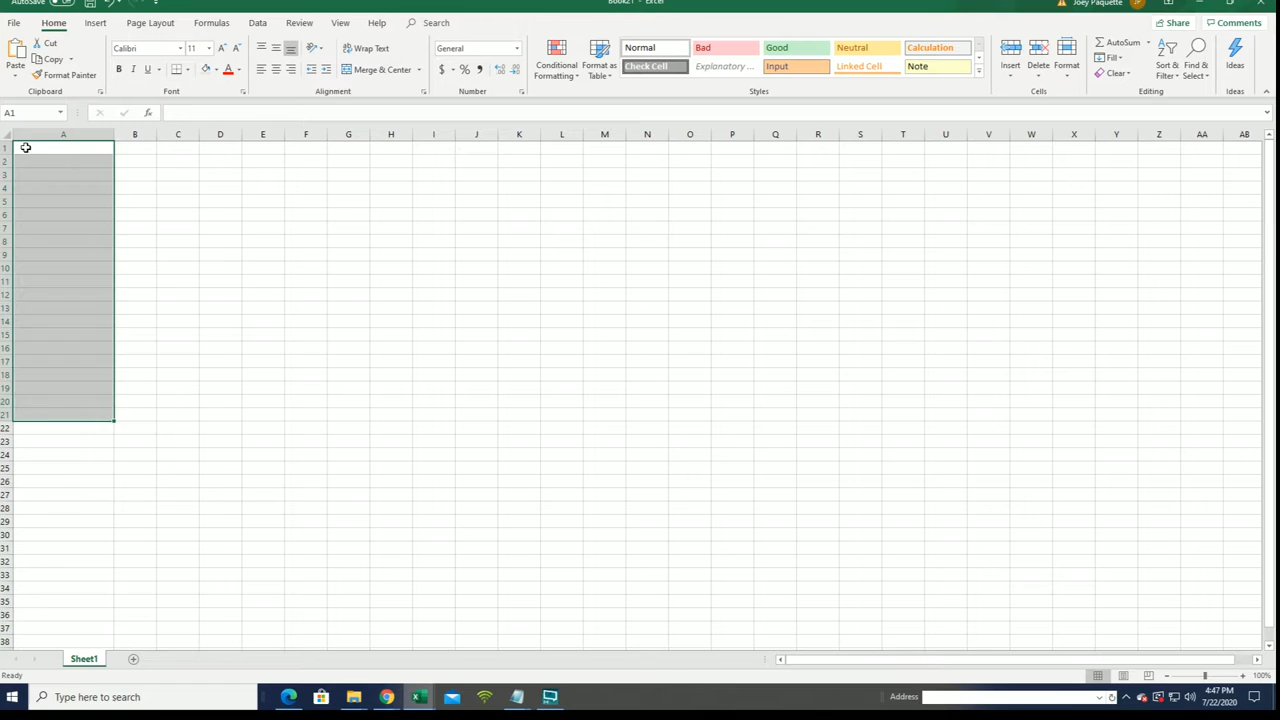 AutoSave Book21 - Excel Joey Paquette
File Home Insert Page Layout Formulas Data Review View Help Search Share Comments
Paste Cut Copy Format Painter Clipboard
Calibri 11 A A B I U A Font
Wrap Text Merge & Center Alignment
General $ % , Number
Conditional Formatting Format as Table
Normal Bad Good Neutral Calculation
Check Cell Explanatory ... Input Linked Cell Note
Styles
Insert Delete Format Cells
AutoSum Fill Clear Sort & Filter Find & Select Editing
Ideas Ideas
A1 fx
A B C D E F G H I J K L M N O P Q R S T U V W X Y Z AA AB
1
2
3
4
5
6
7
8
9
10
11
12
13
14
15
16
17
18
19
20
21
22
23
24
25
26
27
28
29
30
31
32
33
34
35
36
37
38
Sheet1
Ready 100%
Type here to search Address 4:47 PM
7/22/2020